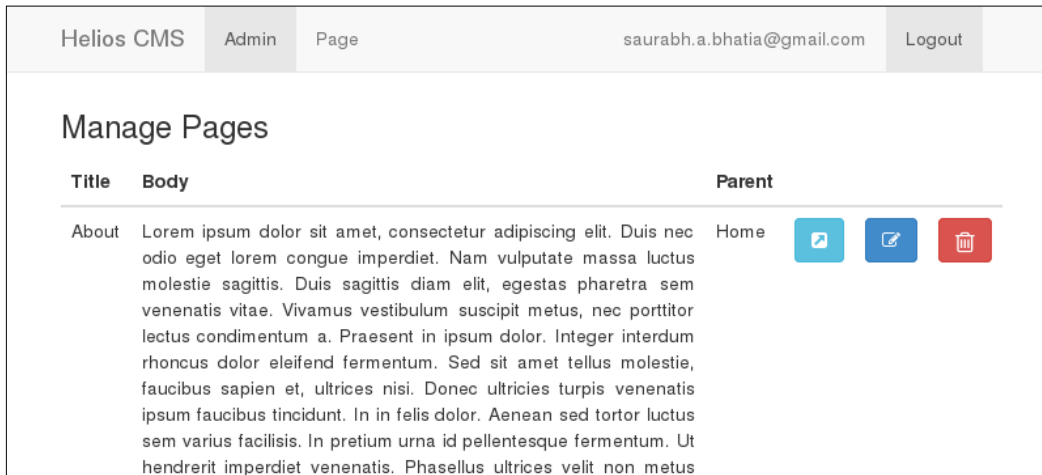 Helios CMS Admin Page saurabh.a.bhatia@gmail.com Logout
Manage Pages
Title Body Parent
About Lorem ipsum dolor sit amet, consectetur adipiscing elit. Duis nec Home
odio eget lorem congue imperdiet. Nam vulputate massa luctus
molestie sagittis. Duis sagittis diam elit, egestas pharetra sem
venenatis vitae. Vivamus vestibulum suscipit metus, nec porttitor
lectus condimentum a. Praesent in ipsum dolor. Integer interdum
rhoncus dolor eleifend fermentum. Sed sit amet tellus molestie,
faucibus sapien et, ultrices nisi. Donec ultricies turpis venenatis
ipsum faucibus tincidunt. In in felis dolor. Aenean sed tortor luctus
sem varius facilisis. In pretium urna id pellentesque fermentum. Ut
hendrerit imperdiet venenatis. Phasellus ultrices velit non metus